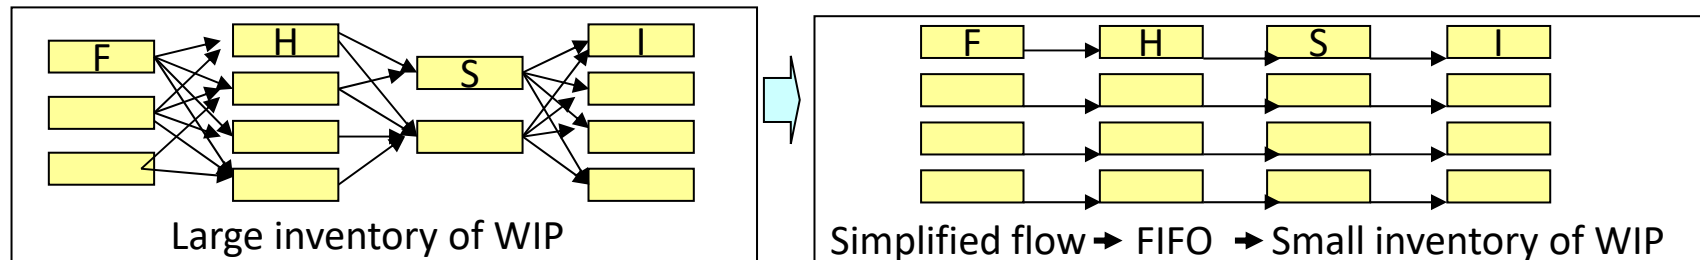 F H S I
Large inventory of WIP
F H S I
Simplified flow → FIFO → Small inventory of WIP